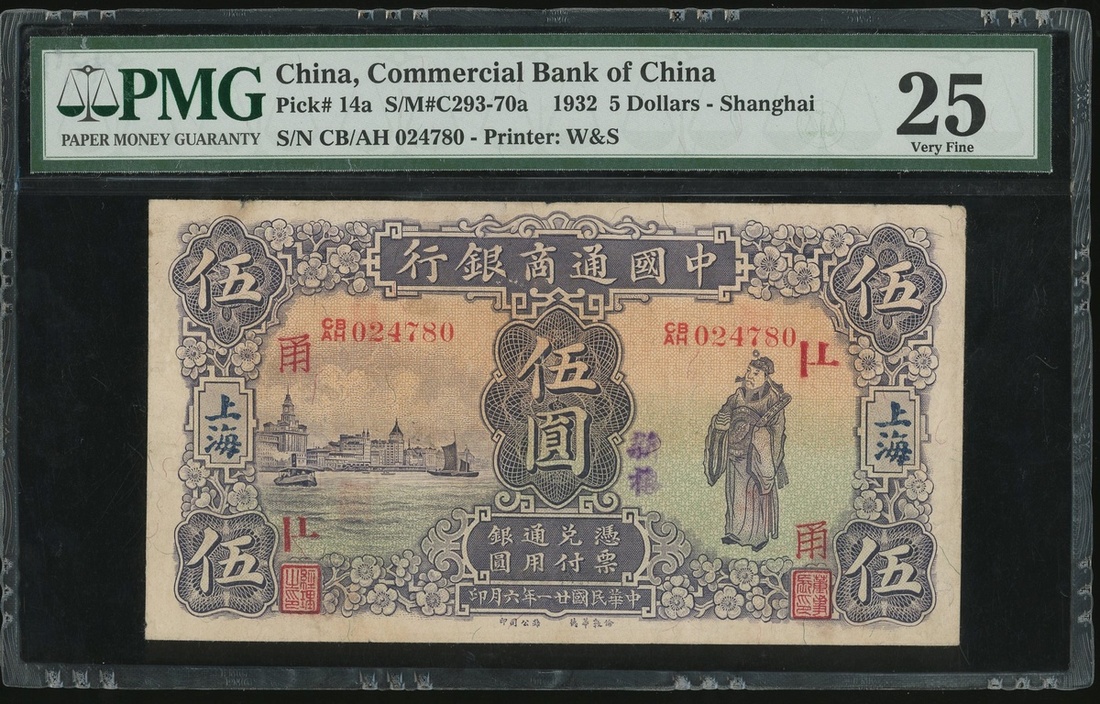 PMG
PAPER MONEY GUARANTY
China, Commercial Bank of China
Pick# 14a S/M#C293-70a 1932 5 Dollars - Shanghai
S/N CB/AH 024780 - Printer: W&S
25
Very Fine
行銀商通國中
伍
伍
CB
AH 024780
CB
AH 024780
甬
伍圓
上海
上海
銀通兌憑
圓用付票
甬
伍
伍
印月六年一廿國民華中